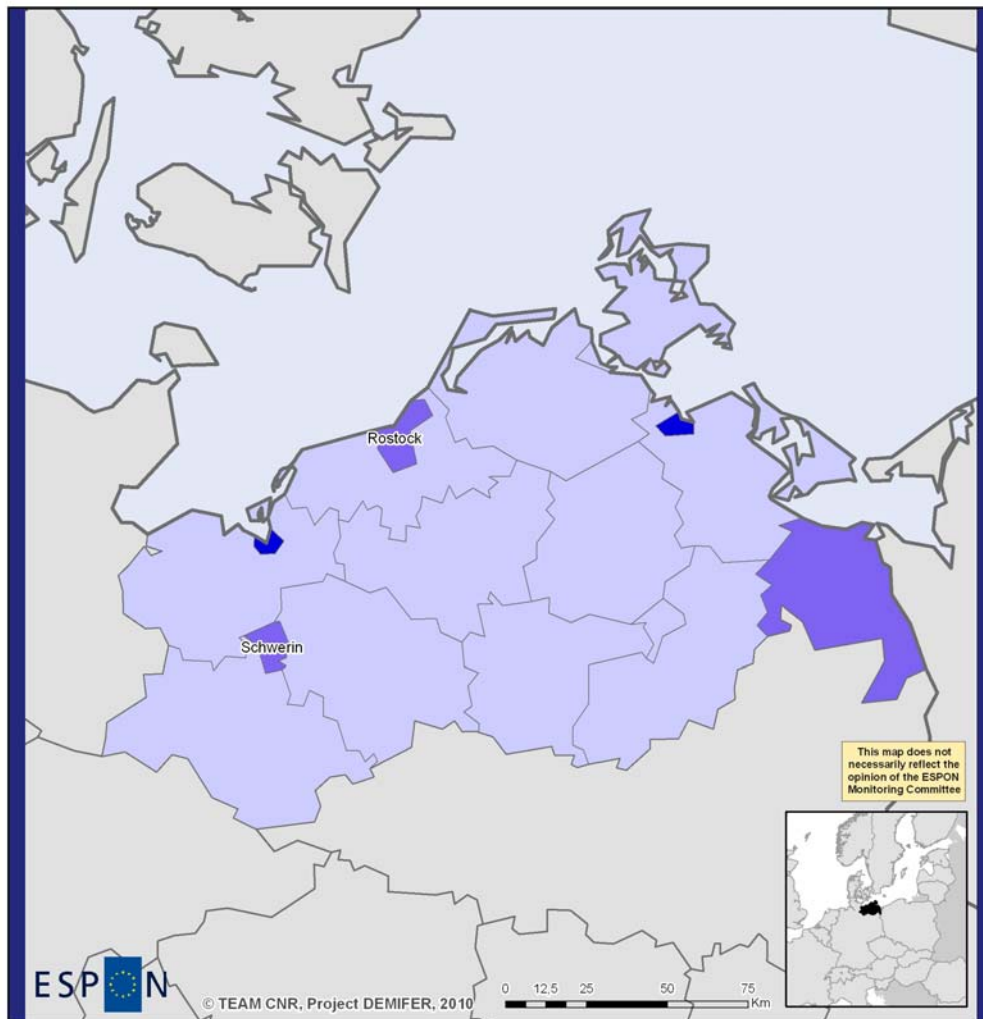 Rostock
Schwerin
This map does not
necessarily reflect the
opinion of the ESPON
Monitoring Committee
ESPON
© TEAM CNR, Project DEMIFER, 2010
0 12,5 25 50 75
Km